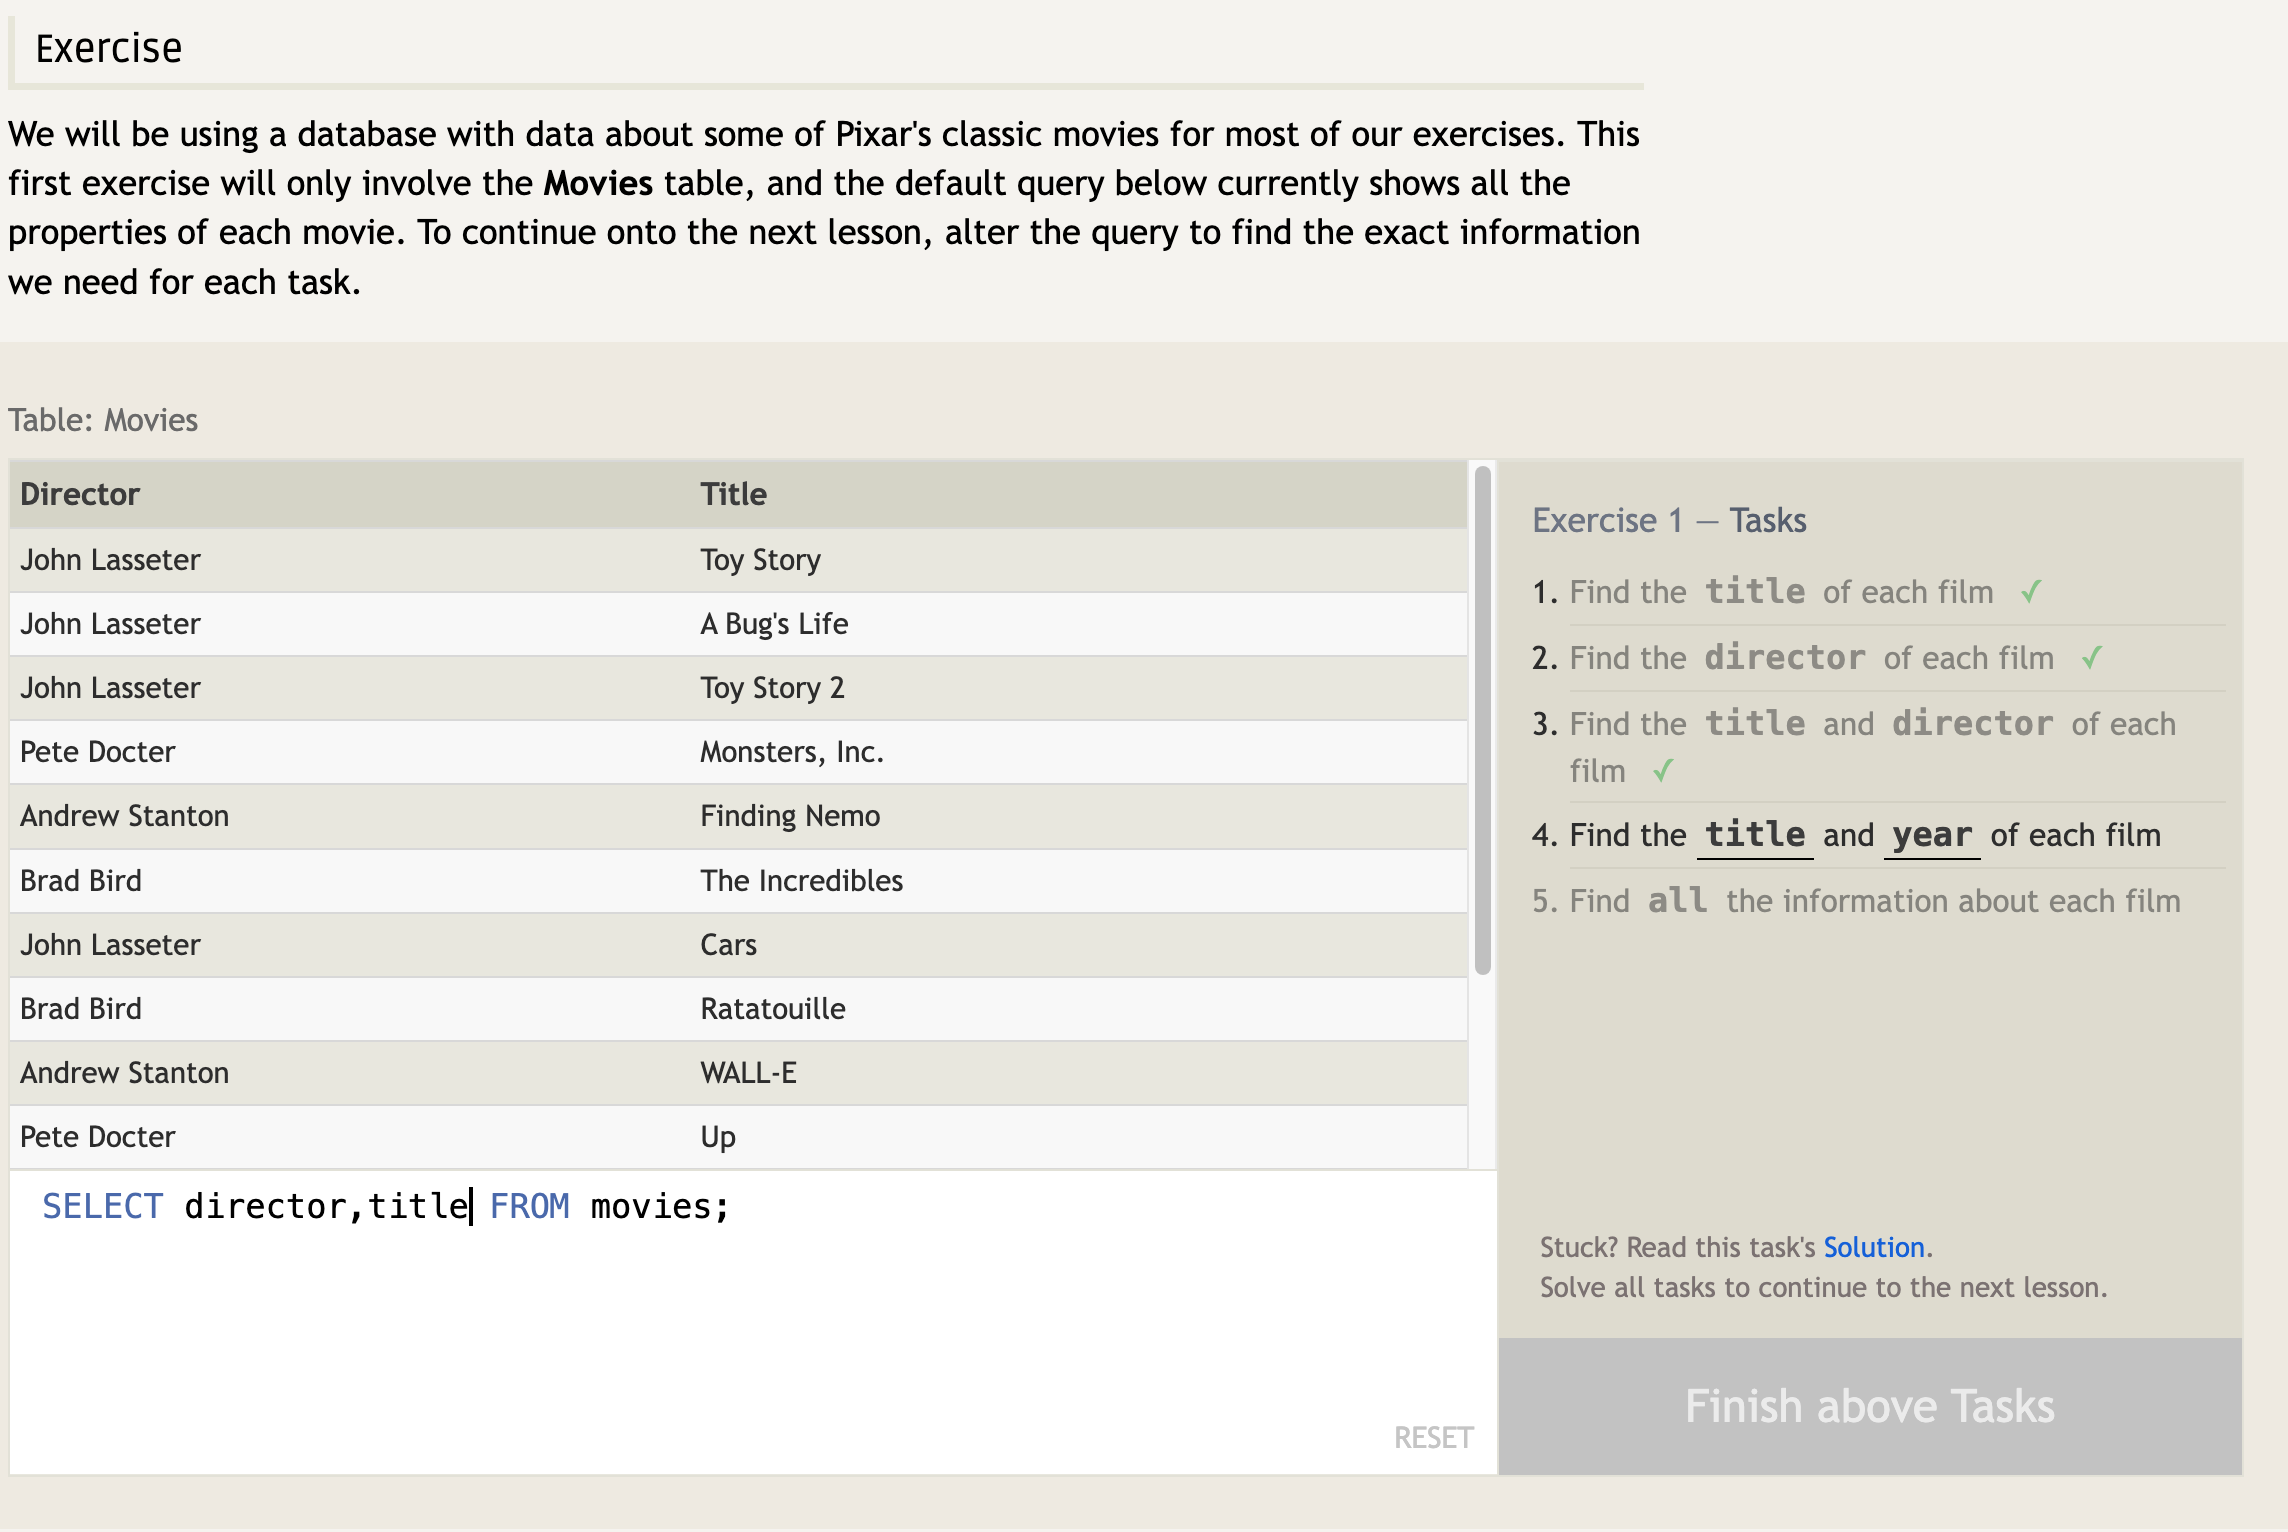 Exercise
We will be using a database with data about some of Pixar's classic movies for most of our exercises. This
first exercise will only involve the Movies table, and the default query below currently shows all the
properties of each movie. To continue onto the next lesson, alter the query to find the exact information
we need for each task.
Table: Movies
Director Title
John Lasseter Toy Story
John Lasseter A Bug's Life
John Lasseter Toy Story 2
Pete Docter Monsters, Inc.
Andrew Stanton Finding Nemo
Brad Bird The Incredibles
John Lasseter Cars
Brad Bird Ratatouille
Andrew Stanton WALL-E
Pete Docter Up
SELECT director,title FROM movies;
RESET
Exercise 1 — Tasks
1. Find the title of each film ✓
2. Find the director of each film ✓
3. Find the title and director of each
film ✓
4. Find the title and year of each film
5. Find all the information about each film
Stuck? Read this task's Solution.
Solve all tasks to continue to the next lesson.
Finish above Tasks